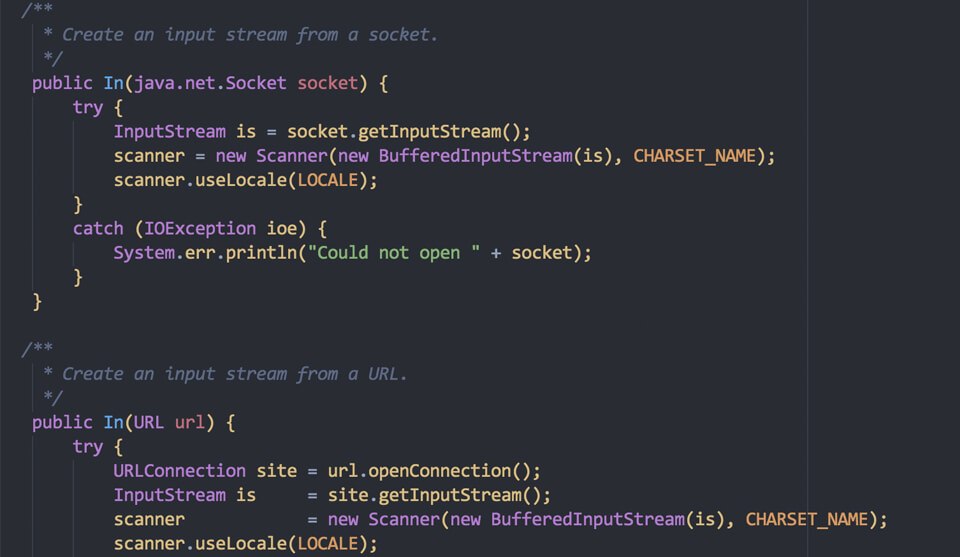 /**
 * Create an input stream from a socket.
 */
public In(java.net.Socket socket) {
    try {
        InputStream is = socket.getInputStream();
        scanner = new Scanner(new BufferedInputStream(is), CHARSET_NAME);
        scanner.useLocale(LOCALE);
    }
    catch (IOException ioe) {
        System.err.println("Could not open " + socket);
    }
}

/**
 * Create an input stream from a URL.
 */
public In(URL url) {
    try {
        URLConnection site = url.openConnection();
        InputStream is     = site.getInputStream();
        scanner            = new Scanner(new BufferedInputStream(is), CHARSET_NAME);
        scanner.useLocale(LOCALE);